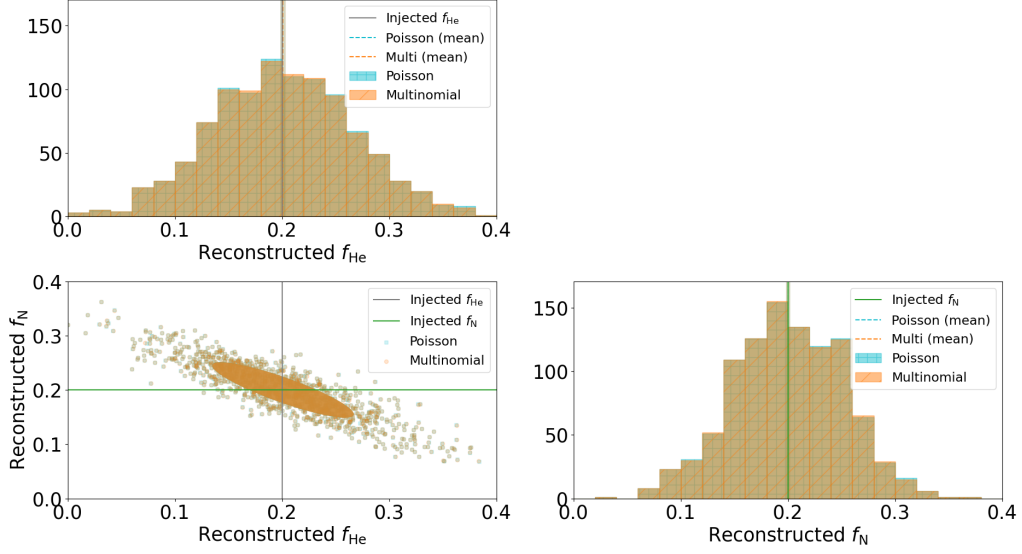 150
100
50
0
0.0 0.1 0.2 0.3 0.4
Reconstructed f_He
Injected f_He
Poisson (mean)
Multi (mean)
Poisson
Multinomial
0.4
0.3
0.2
0.1
0.0
Reconstructed f_N
0.0 0.1 0.2 0.3 0.4
Reconstructed f_He
Injected f_He
Injected f_N
Poisson
Multinomial
150
100
50
0
0.0 0.1 0.2 0.3 0.4
Reconstructed f_N
Injected f_N
Poisson (mean)
Multi (mean)
Poisson
Multinomial